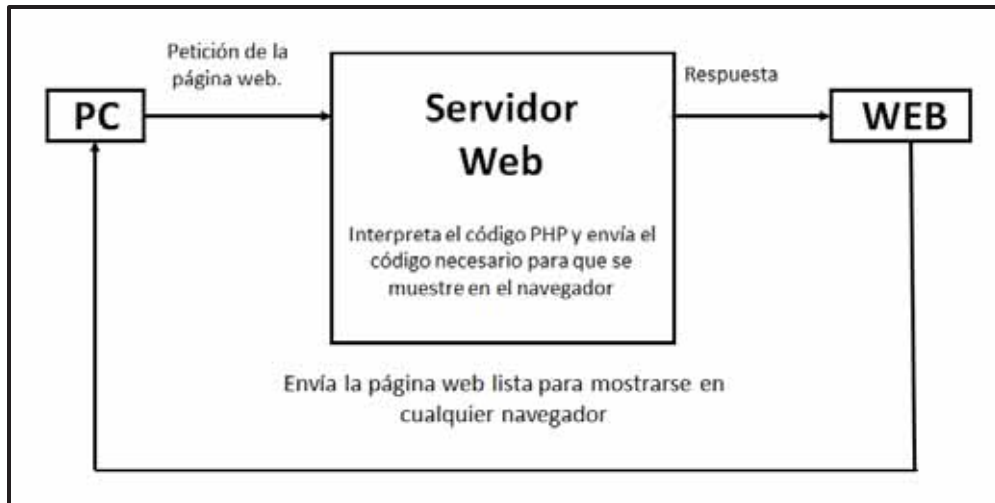 Petición de la
página web.
PC
Servidor
Web
Interpreta el código PHP y envía el
código necesario para que se
muestre en el navegador
Respuesta
WEB
Envía la página web lista para mostrarse en
cualquier navegador